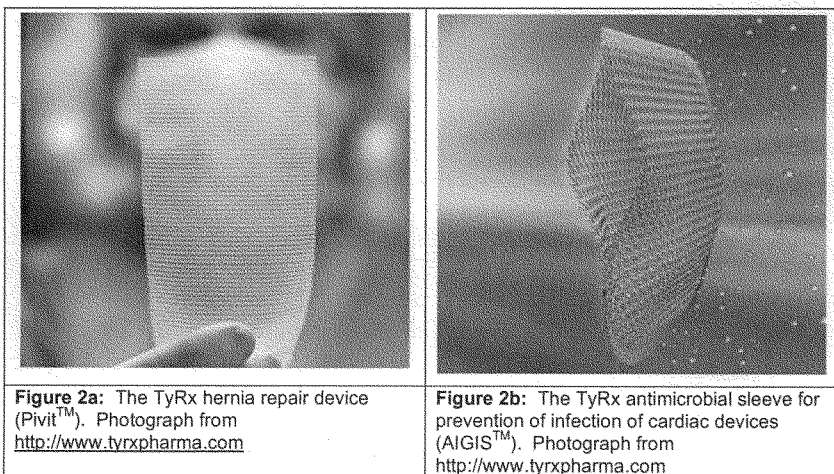 Figure 2a: The TyRx hernia repair device
(Pivit™). Photograph from
http://www.tyrxpharma.com
Figure 2b: The TyRx antimicrobial sleeve for
prevention of infection of cardiac devices
(AIGIS™). Photograph from
http://www.tyrxpharma.com